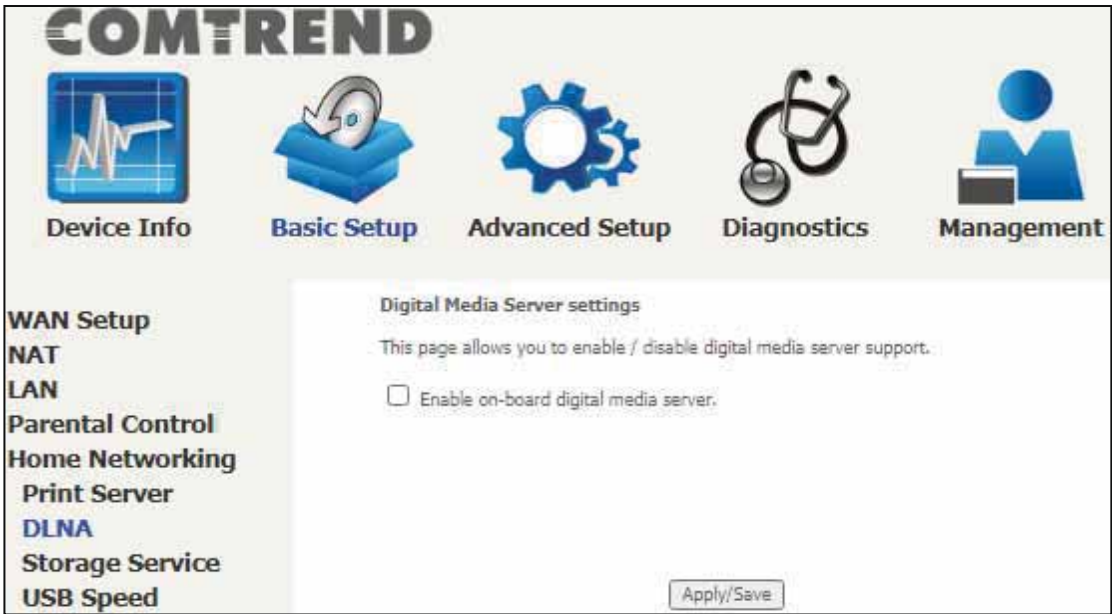 COMTREND
Device Info
Basic Setup
Advanced Setup
Diagnostics
Management
WAN Setup
NAT
LAN
Parental Control
Home Networking
Print Server
DLNA
Storage Service
USB Speed
Digital Media Server settings
This page allows you to enable / disable digital media server support.
Enable on-board digital media server.
Apply/Save